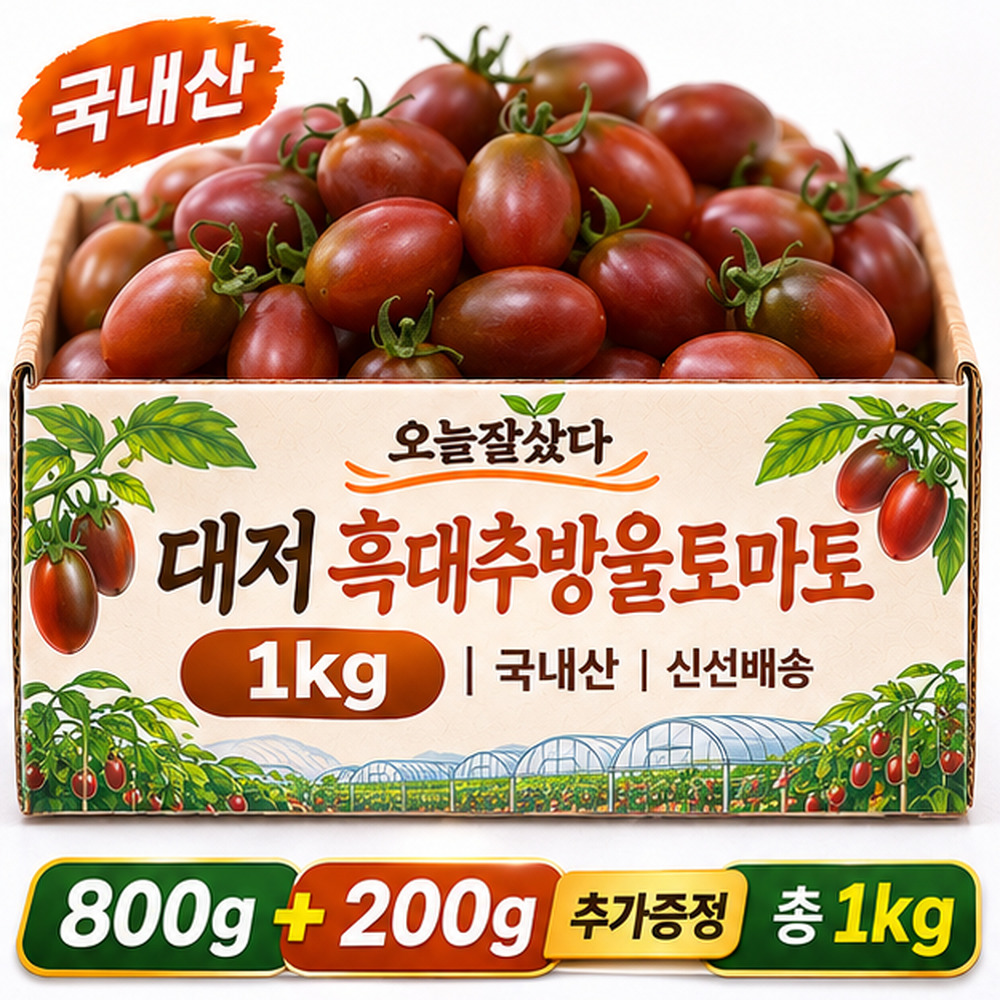 국내산
오늘잘샀다
대저 흑대추방울토마토
1kg | 국내산 | 신선배송
800g + 200g 추가증정 총 1kg